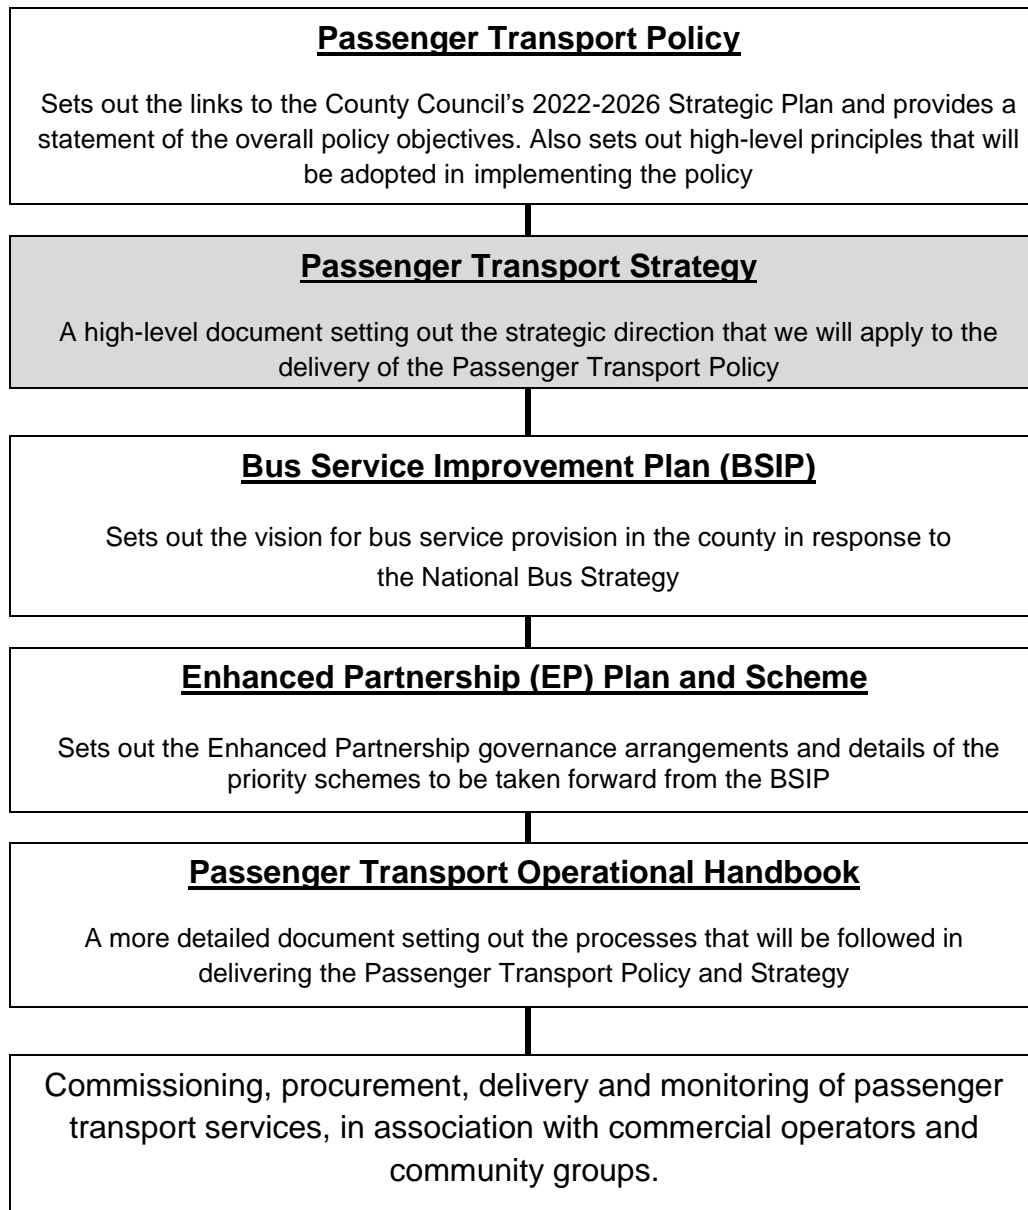 Passenger Transport Policy
Sets out the links to the County Council’s 2022-2026 Strategic Plan and provides a
statement of the overall policy objectives. Also sets out high-level principles that will
be adopted in implementing the policy
Passenger Transport Strategy
A high-level document setting out the strategic direction that we will apply to the
delivery of the Passenger Transport Policy
Bus Service Improvement Plan (BSIP)
Sets out the vision for bus service provision in the county in response to
the National Bus Strategy
Enhanced Partnership (EP) Plan and Scheme
Sets out the Enhanced Partnership governance arrangements and details of the
priority schemes to be taken forward from the BSIP
Passenger Transport Operational Handbook
A more detailed document setting out the processes that will be followed in
delivering the Passenger Transport Policy and Strategy
Commissioning, procurement, delivery and monitoring of passenger
transport services, in association with commercial operators and
community groups.